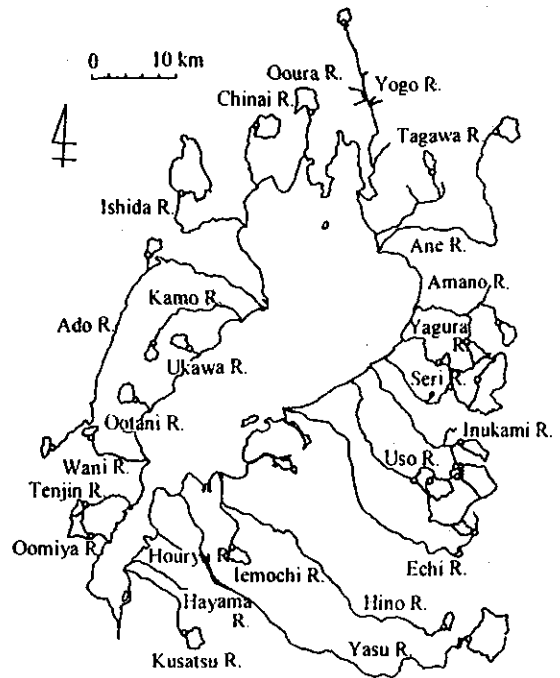 0 10 km
Ooura R.
Yogo R.
Chinai R.
Tagawa R
Ishida R.
Ane R.
Amano R.
Kamo R
Yagura
R.
Ado R.
Ukawa R.
Seri R.
Ootani R.
Inukami R.
Uso R.
Wani R.
Tenjin R.
Oomiya R.
Houryu R.
Iemochi R.
Echi R.
Hayama
R.
Hino R.
Kusatsu R.
Yasu R.